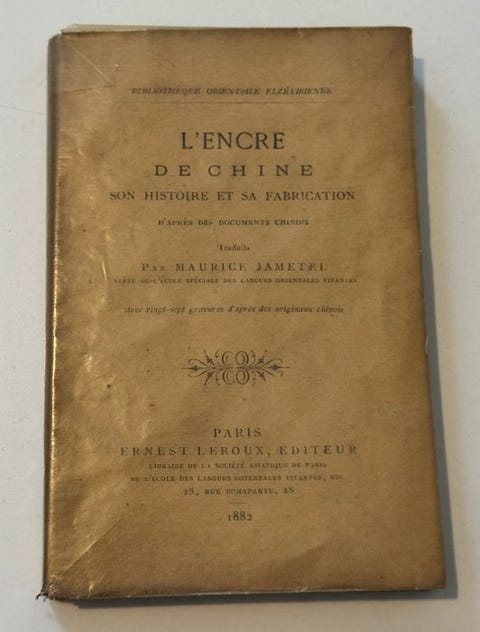 BIBLIOTHÈQUE ORIENTALE ELZÉVIRIENNE
L'ENCRE
DE CHINE
SON HISTOIRE ET SA FABRICATION
D'APRÈS DES DOCUMENTS CHINOIS
Traduits
PAR MAURICE JAMETEL
ÉLÈVE DE L'ÉCOLE SPÉCIALE DES LANGUES ORIENTALES VIVANTES
Avec vingt-sept gravures d'après des originaux chinois
PARIS
ERNEST LEROUX, ÉDITEUR
LIBRAIRE DE LA SOCIÉTÉ ASIATIQUE DE PARIS
DE L'ÉCOLE DES LANGUES ORIENTALES VIVANTES, ETC.
28, RUE BONAPARTE, 28
1882